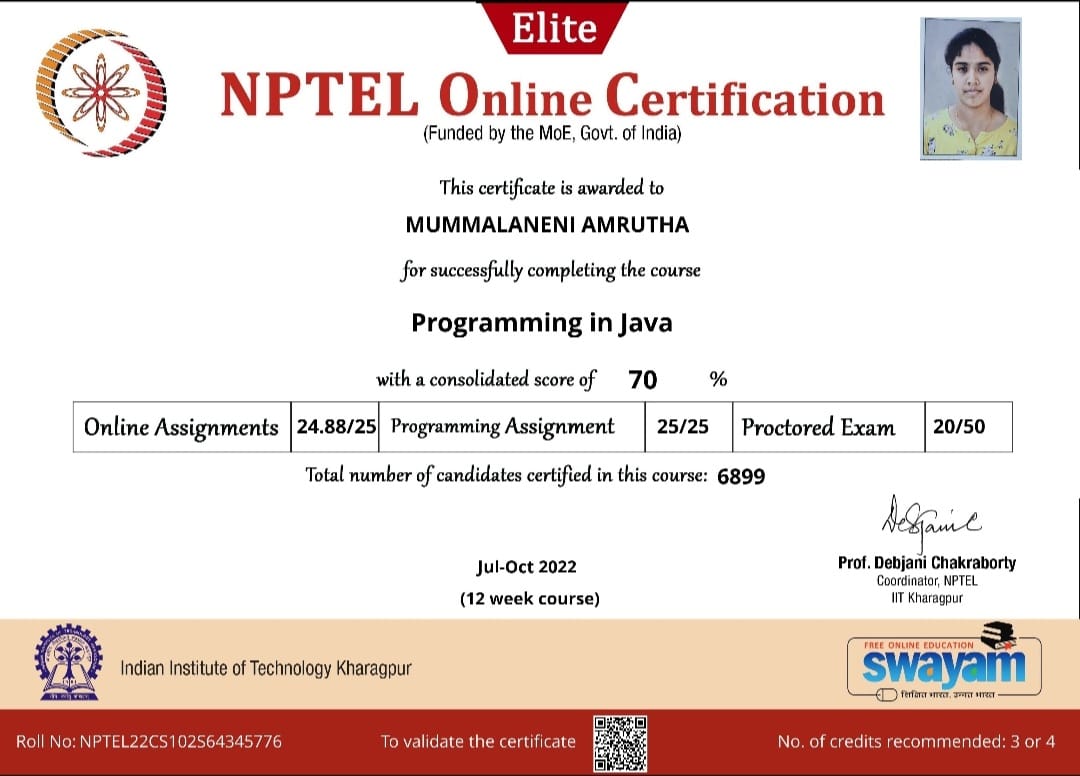 Elite
NPTEL Online Certification
(Funded by the MoE, Govt. of India)
This certificate is awarded to
MUMMALANENI AMRUTHA
for successfully completing the course
Programming in Java
with a consolidated score of 70 %
Online Assignments 24.88/25 Programming Assignment 25/25 Proctored Exam 20/50
Total number of candidates certified in this course: 6899
Jul-Oct 2022
(12 week course)
Prof. Debjani Chakraborty
Coordinator, NPTEL
IIT Kharagpur
Indian Institute of Technology Kharagpur
FREE ONLINE EDUCATION
swayam
शिक्षित भारत, उन्नत भारत
Roll No: NPTEL22CS102S64345776
To validate the certificate
No. of credits recommended: 3 or 4